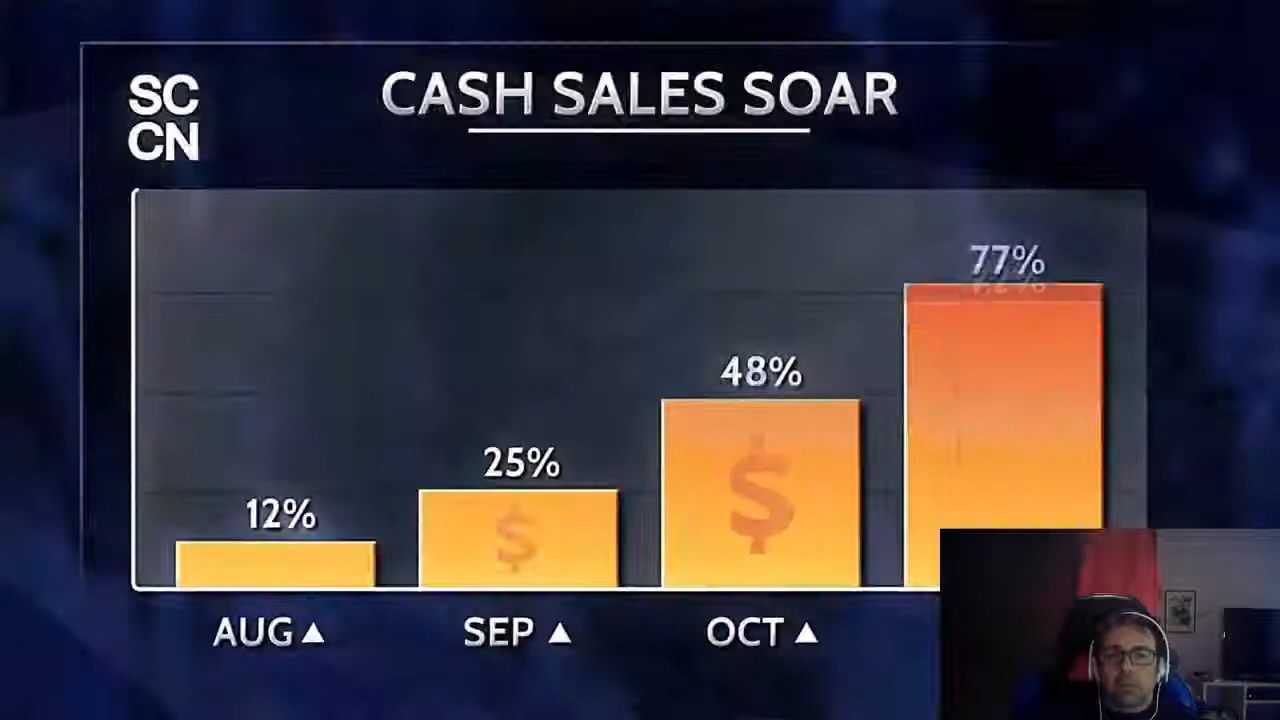 SC
CN
CASH SALES SOAR
77%
48%
25%
12%
AUG▲
SEP ▲
OCT ▲